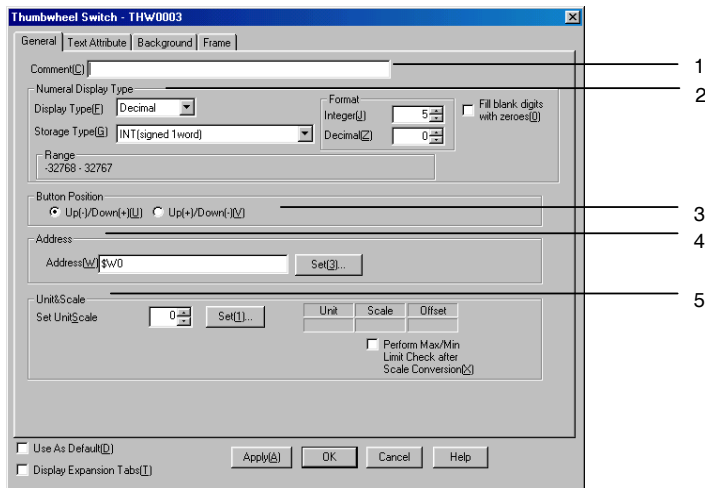 Thumbwheel Switch - THW0003
General Text Attribute Background Frame
Comment(C) 1
Numeral Display Type 2
Display Type(F) Decimal
Format
Integer(J) 5
Fill blank digits
with zeroes(0)
Storage Type(G) INT(signed 1word)
Decimal(Z) 0
Range
-32768 - 32767
Button Position
Up(-)/Down(+)(U) Up(+)/Down(-)(V) 3
Address 4
Address(W) $W0 Set(3)...
Unit&Scale 5
Set UnitScale 0 Set(1)... Unit Scale Offset
Perform Max/Min
Limit Check after
Scale Conversion(X)
Use As Default(D)
Apply(A) OK Cancel Help
Display Expansion Tabs(T)